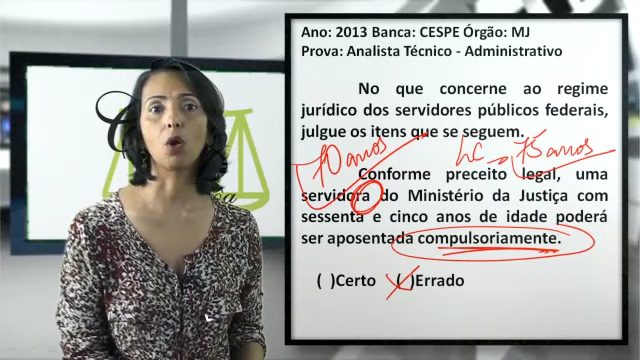 Ano: 2013 Banca: CESPE Órgão: MJ
Prova: Analista Técnico - Administrativo
No que concerne ao regime
jurídico dos servidores públicos federais,
julgue os itens que se seguem.
70 anos
LC → 75 anos
Conforme preceito legal, uma
servidora do Ministério da Justiça com
sessenta e cinco anos de idade poderá
ser aposentada compulsoriamente.
( )Certo (X)Errado